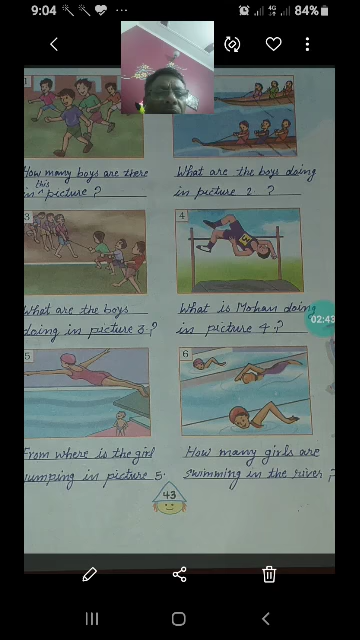 9:04
4G
84%
1
How many boys are there
this
in ^ picture ?
What are the boys doing
in picture 2. ?
3
What are the boys
doing in picture 3.?
4
What is Mohan doing
in picture 4.?
02:43
5
From where is the girl
jumping in picture 5.
6
How many girls are
swimming in the river ?
43